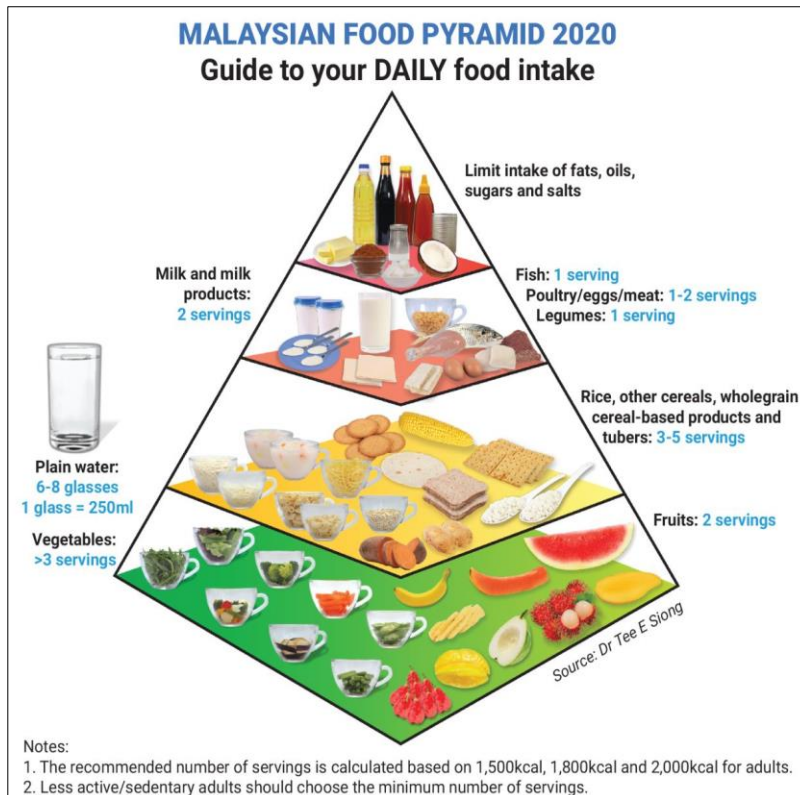 MALAYSIAN FOOD PYRAMID 2020
Guide to your DAILY food intake
Limit intake of fats, oils,
sugars and salts
Milk and milk
products:
2 servings
Fish: 1 serving
Poultry/eggs/meat: 1-2 servings
Legumes: 1 serving
Rice, other cereals, wholegrain
cereal-based products and
tubers: 3-5 servings
Plain water:
6-8 glasses
1 glass = 250ml
Vegetables:
>3 servings
Fruits: 2 servings
Source: Dr Tee E Siong
Notes:
1. The recommended number of servings is calculated based on 1,500kcal, 1,800kcal and 2,000kcal for adults.
2. Less active/sedentary adults should choose the minimum number of servings.